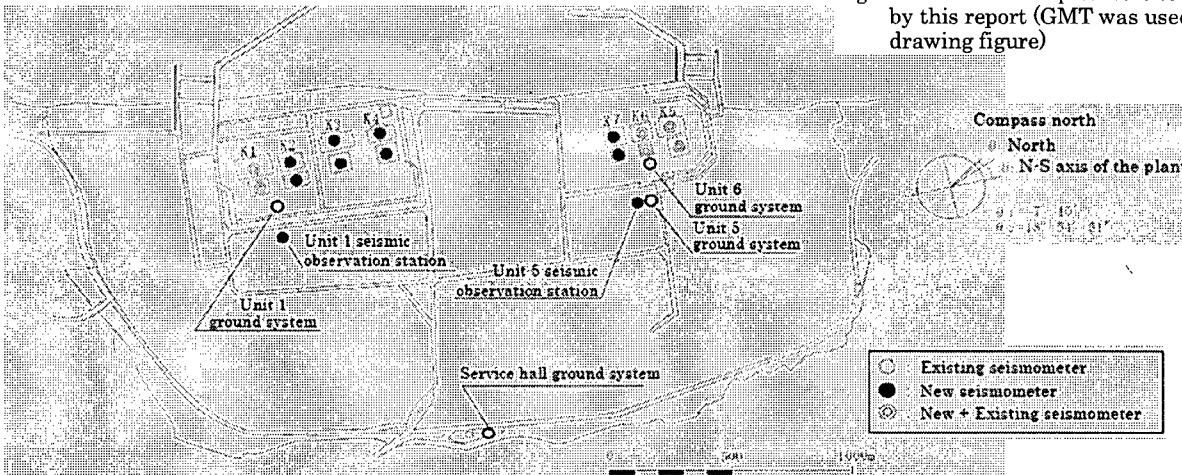 by this report (GMT was used
drawing figure)
K1
K2
K3
K4
K7
K6
K5
Compass north
North
N-S axis of the plant
Unit 6
ground system
Unit 5
ground system
Unit 1 seismic
observation station
Unit 5 seismic
observation station
Unit 1
ground system
Service hall ground system
: Existing seismometer
: New seismometer
: New + Existing seismometer
0 500 1000m